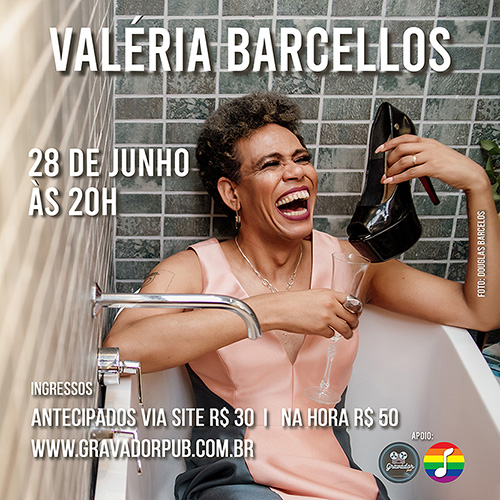 VALÉRIA BARCELLOS
28 DE JUNHO
ÀS 20H
FOTO: DOUGLAS BARCELOS
INGRESSOS
ANTECIPADOS VIA SITE R$ 30 I NA HORA R$ 50
WWW.GRAVADORPUB.COM.BR
APOIO:
Gravador